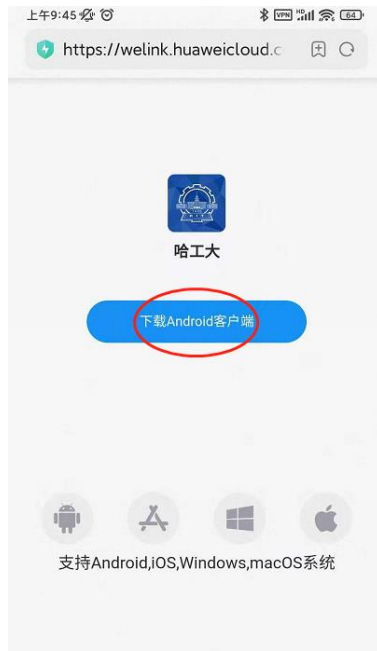 上午9:45
VPN HD 64
https://welink.huaweicloud.c
哈工大
下载Android客户端
支持Android,iOS,Windows,macOS系统